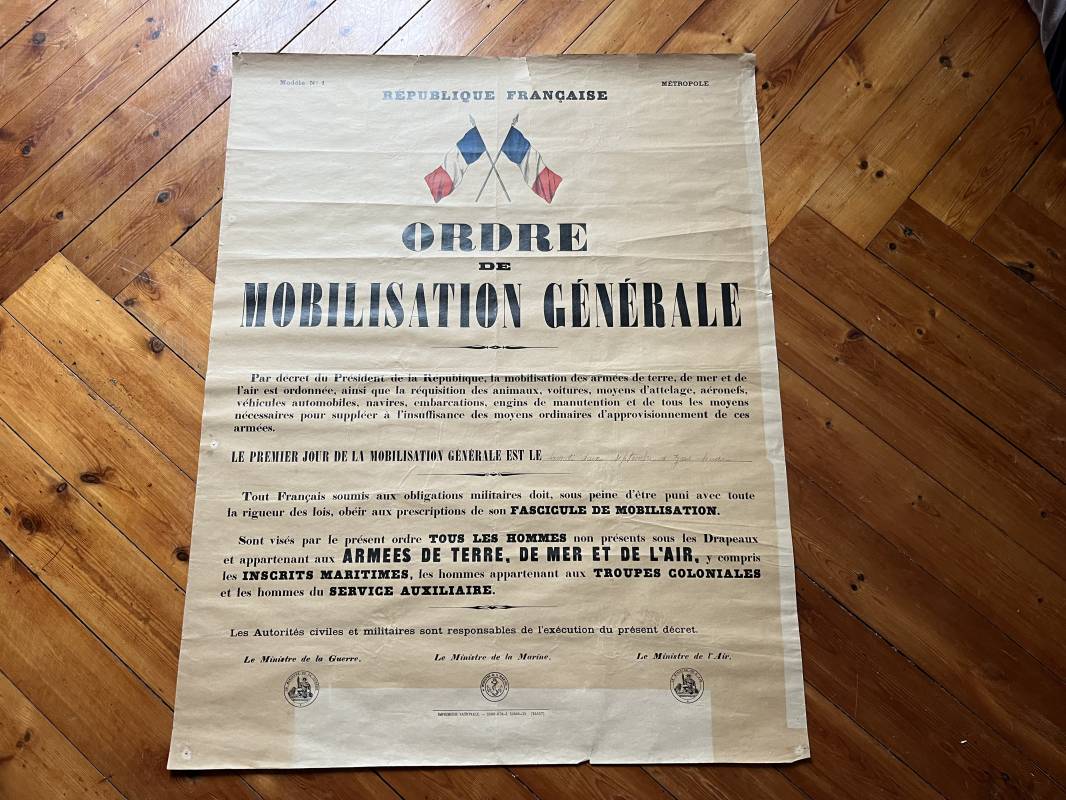 Modèle N° 1
MÉTROPOLE
RÉPUBLIQUE FRANÇAISE
ORDRE
DE
MOBILISATION GÉNÉRALE
Par décret du Président de la République, la mobilisation des armées de terre, de mer et de
l'air est ordonnée, ainsi que la réquisition des animaux, voitures, moyens d'attelage, aéronefs,
véhicules automobiles, navires, embarcations, engins de manutention et de tous les moyens
nécessaires pour suppléer à l'insuffisance des moyens ordinaires d'approvisionnement de ces
armées.
LE PREMIER JOUR DE LA MOBILISATION GÉNÉRALE EST LE septembre
Tout Français soumis aux obligations militaires doit, sous peine d'être puni avec toute
la rigueur des lois, obéir aux prescriptions de son FASCICULE DE MOBILISATION.
Sont visés par le présent ordre TOUS LES HOMMES non présents sous les Drapeaux
et appartenant aux ARMEES DE TERRE, DE MER ET DE L'AIR, y compris
les INSCRITS MARITIMES, les hommes appartenant aux TROUPES COLONIALES
et les hommes du SERVICE AUXILIAIRE.
Les Autorités civiles et militaires sont responsables de l'exécution du présent décret.
Le Ministre de la Guerre,
Le Ministre de la Marine,
Le Ministre de l'Air,
IMPRIMERIE NATIONALE